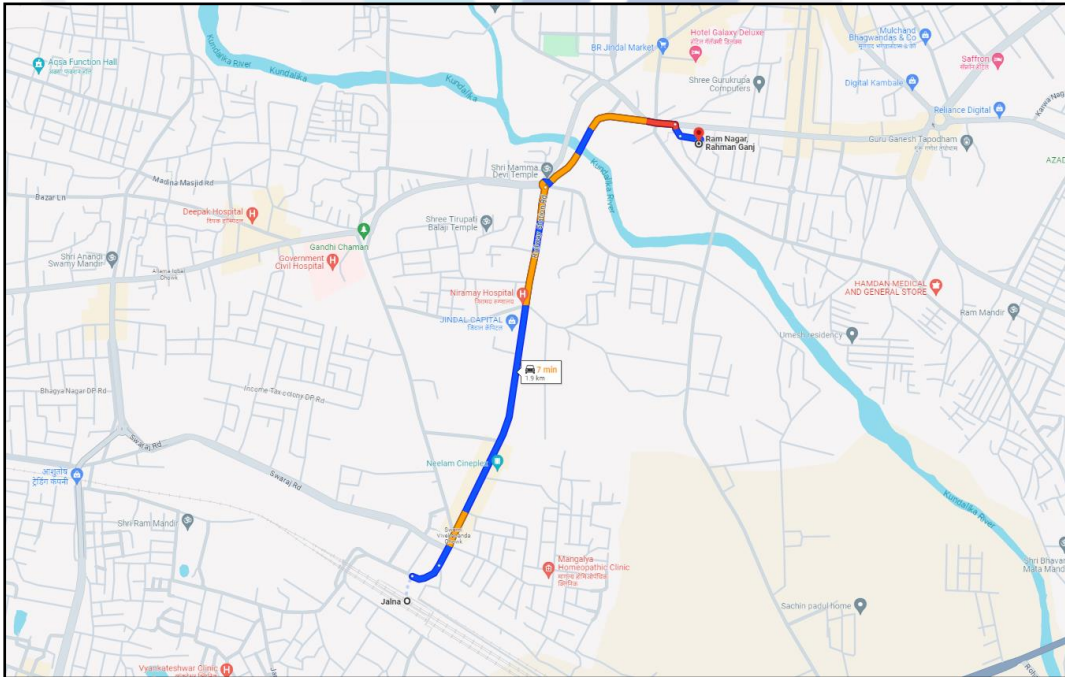 Aqsa Function Hall
Kundalika River
Kundalika
Kundalika
BR Jindal Market
Hotel Galaxy Deluxe
Mulchand
Bhagwandas & Co
Saffron
Shree Gurukrupa
Computers
Digital Kambale
Reliance Digital
Ram Nagar,
Rahman Ganj
Guru Ganesh Tapodham
AZAD
Shri Mamma
Devi Temple
Kundalika River
Madina Masjid Rd
Bazar Ln
Deepak Hospital
Shree Tirupati
Balaji Temple
Gandhi Chaman
Government
Civil Hospital
Shri Anandi
Swamy Mandir
Niramay Hospital
JINDAL CAPITAL
HAMDAN MEDICAL
AND GENERAL STORE
Ram Mandir
Umesh residency
7 min
1.9 km
Bhagya Nagar DP Rd
Income Tax colony DP Rd
Swaraj Rd
Neelam Cineplex
Swaraj Rd
Kundalika River
Shri Ram Mandir
Mangalya
Homeopathic Clinic
Shri Bhavani
Mata Mandir
Jalna
Sachin padul home
Vyankateshwar Clinic